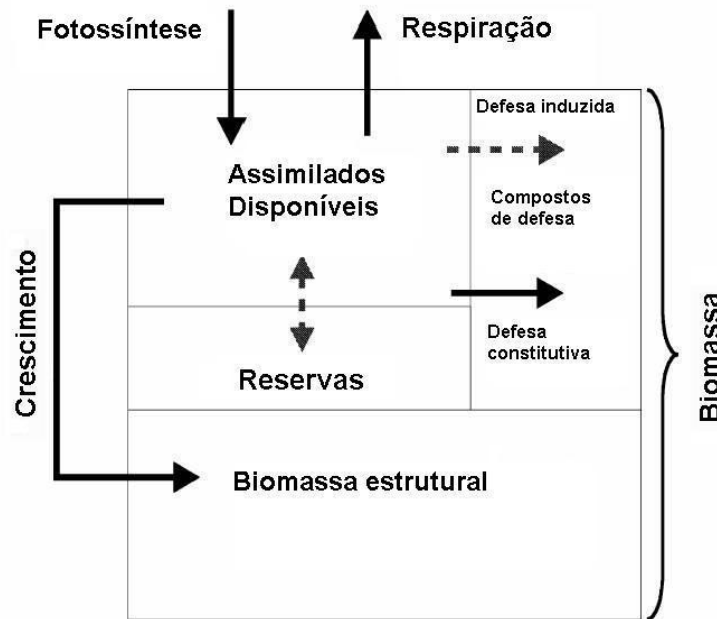 Fotossíntese
Respiração
Defesa induzida
Assimilados
Disponíveis
Compostos
de defesa
Crescimento
Defesa
constitutiva
Biomassa
Reservas
Biomassa estrutural